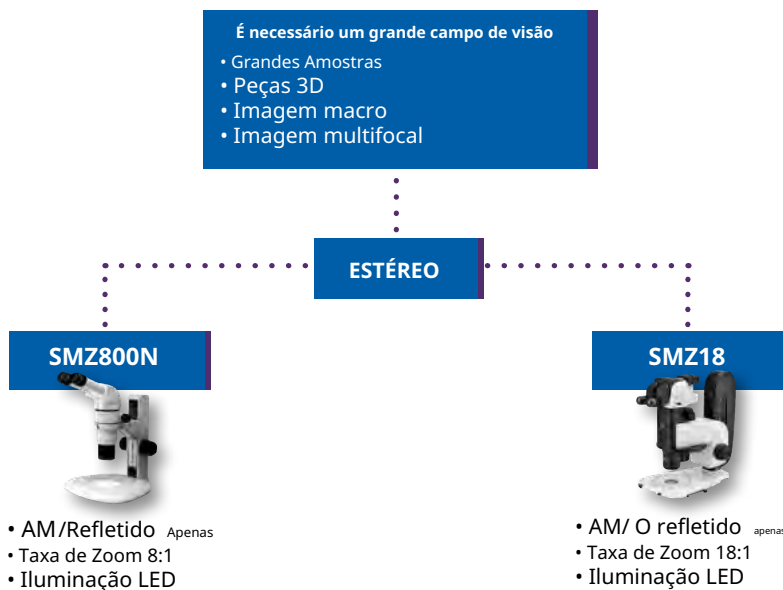 É necessário um grande campo de visão
• Grandes Amostras
• Peças 3D
• Imagem macro
• Imagem multifocal
ESTÉREO
SMZ800N
• AM/Refletido Apenas
• Taxa de Zoom 8:1
• Iluminação LED
SMZ18
• AM/ O refletido apenas
• Taxa de Zoom 18:1
• Iluminação LED